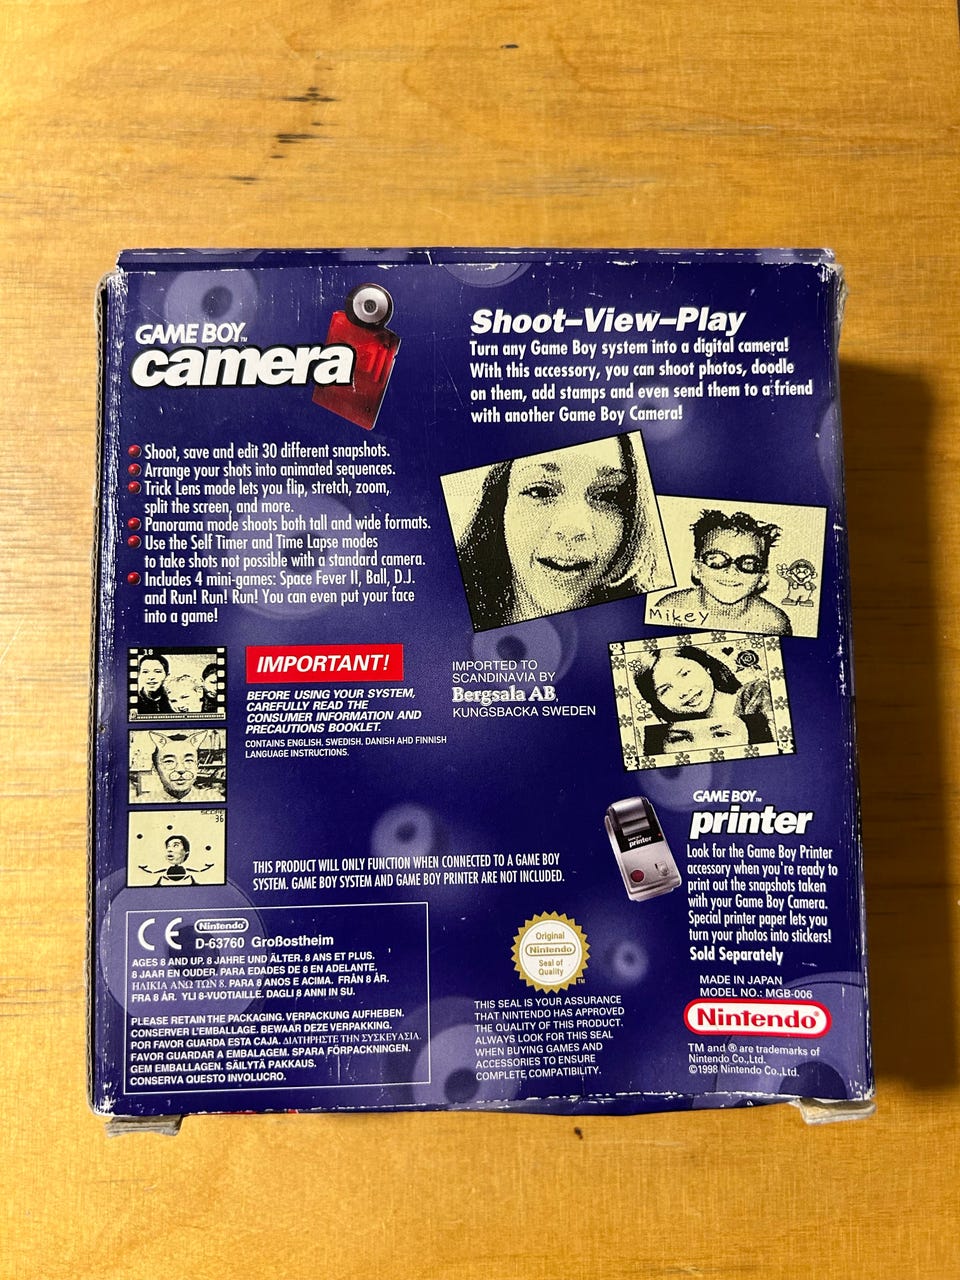 GAME BOY™
camera
Shoot–View–Play
Turn any Game Boy system into a digital camera!
With this accessory, you can shoot photos, doodle
on them, add stamps and even send them to a friend
with another Game Boy Camera!
Shoot, save and edit 30 different snapshots.
Arrange your shots into animated sequences.
Trick Lens mode lets you flip, stretch, zoom,
split the screen, and more.
Panorama mode shoots both tall and wide formats.
Use the Self Timer and Time Lapse modes
to take shots not possible with a standard camera.
Includes 4 mini-games: Space Fever II, Ball, D.J.
and Run! Run! Run! You can even put your face
into a game!
Mikey
18
SCORE
36
IMPORTANT!
BEFORE USING YOUR SYSTEM,
CAREFULLY READ THE
CONSUMER INFORMATION AND
PRECAUTIONS BOOKLET.
CONTAINS ENGLISH, SWEDISH, DANISH AHD FINNISH
LANGUAGE INSTRUCTIONS.
IMPORTED TO
SCANDINAVIA BY
Bergsala AB
KUNGSBACKA SWEDEN
THIS PRODUCT WILL ONLY FUNCTION WHEN CONNECTED TO A GAME BOY
SYSTEM. GAME BOY SYSTEM AND GAME BOY PRINTER ARE NOT INCLUDED.
printer
GAME BOY™
printer
Look for the Game Boy Printer
accessory when you're ready to
print out the snapshots taken
with your Game Boy Camera.
Special printer paper lets you
turn your photos into stickers!
Sold Separately
CE Nintendo
D-63760 Großostheim
AGES 8 AND UP. 8 JAHRE UND ÄLTER. 8 ANS ET PLUS.
8 JAAR EN OUDER. PARA EDADES DE 8 EN ADELANTE.
ΗΛΙΚΙΑ ΑΝΩ ΤΩΝ 8. PARA 8 ANOS E ACIMA. FRÅN 8 ÅR.
FRA 8 ÅR. YLI 8-VUOTIAILLE. DAGLI 8 ANNI IN SU.
PLEASE RETAIN THE PACKAGING. VERPACKUNG AUFHEBEN.
CONSERVER L'EMBALLAGE. BEWAAR DEZE VERPAKKING.
POR FAVOR GUARDA ESTA CAJA. ΔΙΑΤΗΡΗΣΤΕ ΤΗΝ ΣΥΣΚΕΥΑΣΙΑ.
FAVOR GUARDAR A EMBALAGEM. SPARA FÖRPACKNINGEN.
GEM EMBALLAGEN. SÄILYTÄ PAKKAUS.
CONSERVA QUESTO INVOLUCRO.
Original
Nintendo
Seal of
Quality
TM
THIS SEAL IS YOUR ASSURANCE
THAT NINTENDO HAS APPROVED
THE QUALITY OF THIS PRODUCT.
ALWAYS LOOK FOR THIS SEAL
WHEN BUYING GAMES AND
ACCESSORIES TO ENSURE
COMPLETE COMPATIBILITY.
MADE IN JAPAN
MODEL NO.: MGB-006
Nintendo®
TM and ® are trademarks of
Nintendo Co.,Ltd.
©1998 Nintendo Co.,Ltd.